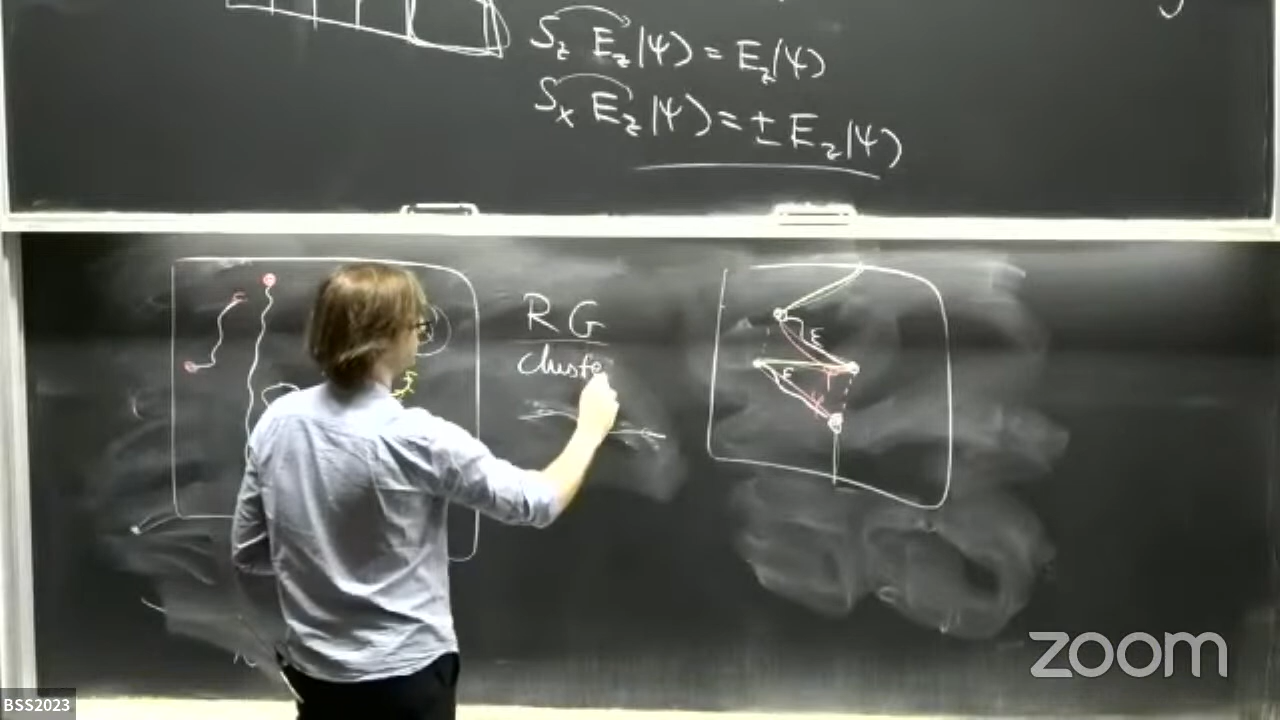 S_z E_z|ψ⟩ = E_z|ψ⟩
S_x E_z|ψ⟩ = ± E_z|ψ⟩
RG
cluste
E
E
zoom
BSS2023